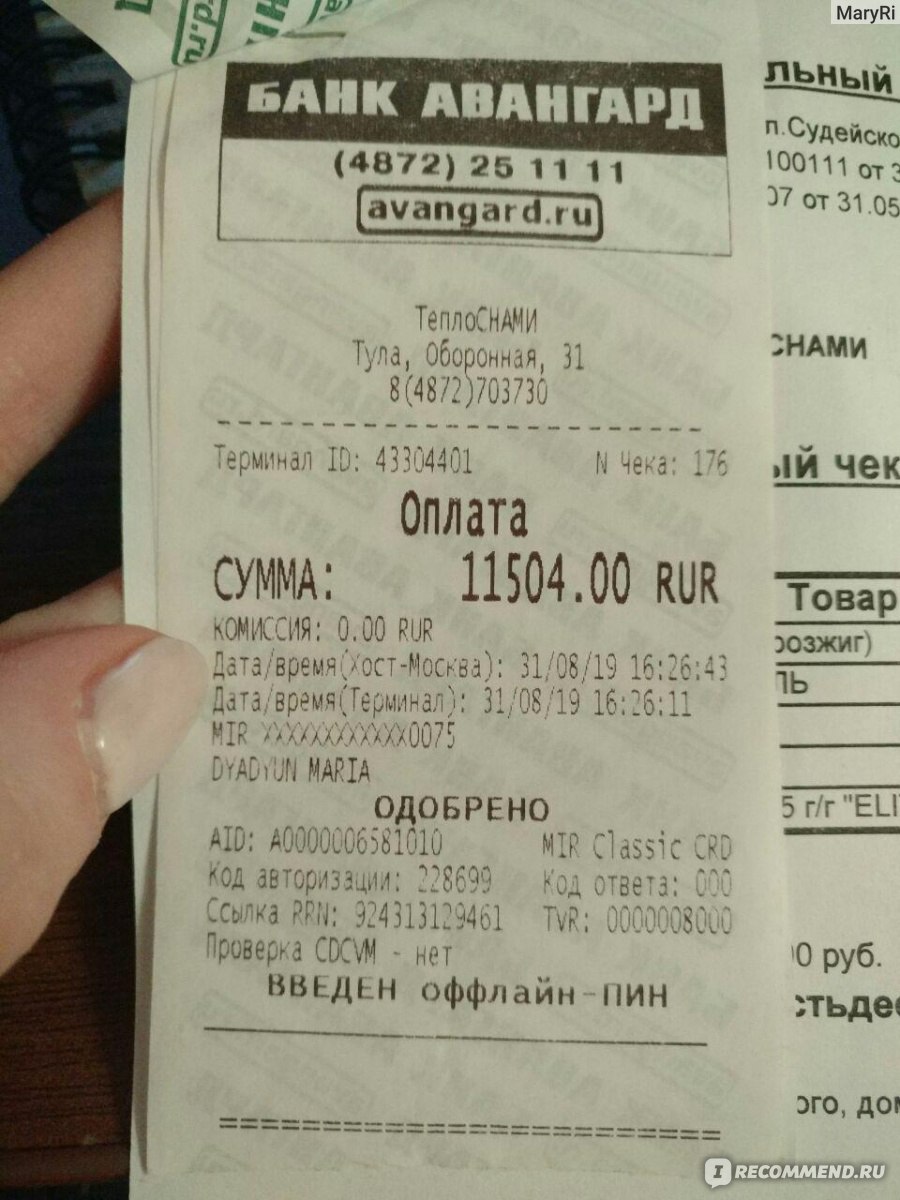 MaryRi
БАНК АВАНГАРД
(4872) 25 11 11
avangard.ru
ТеплоСНАМИ
Тула, Оборонная, 31
8(4872)703730
Терминал ID: 43304401 N Чека: 176
Оплата
СУММА: 11504.00 RUR
КОМИССИЯ: 0.00 RUR
Дата/время(Хост-Москва): 31/08/19 16:26:43
Дата/время(Терминал): 31/08/19 16:26:11
MIR XXXXXXXXXXXX0075
DYADYUN MARIA
ОДОБРЕНО
AID: A0000006581010 MIR Classic CRD
Код авторизации: 228699 Код ответа: 000
Ссылка RRN: 924313129461 TVR: 0000008000
Проверка CDCVM - нет
ВВЕДЕН оффлайн-ПИН
льный
п.Судейско
100111 от 3
07 от 31.05
СНАМИ
ый чек
Товар
розжиг)
ЛЬ
5 г/г "ELI
00 руб.
стьдес
ого, дом
IRECOMMEND.RU